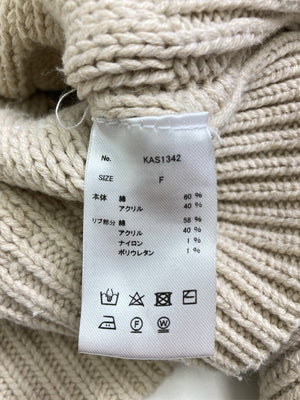 No. KAS1342
SIZE F
本体 綿 60 %
アクリル 40 %
リブ部分 綿 58 %
アクリル 40 %
ナイロン 1 %
ポリウレタン 1 %
F W